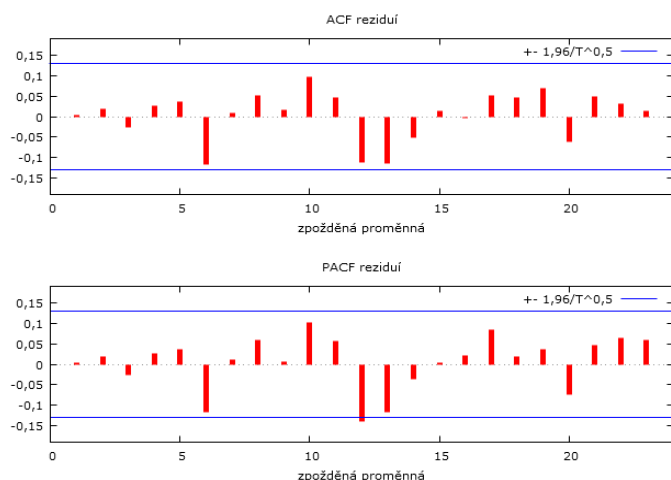 ACF reziduí
+- 1,96/T^0,5
0,15
0,1
0,05
0
-0,05
-0,1
-0,15
0 5 10 15 20
zpožděná proměnná
PACF reziduí
+- 1,96/T^0,5
0,15
0,1
0,05
0
-0,05
-0,1
-0,15
0 5 10 15 20
zpožděná proměnná